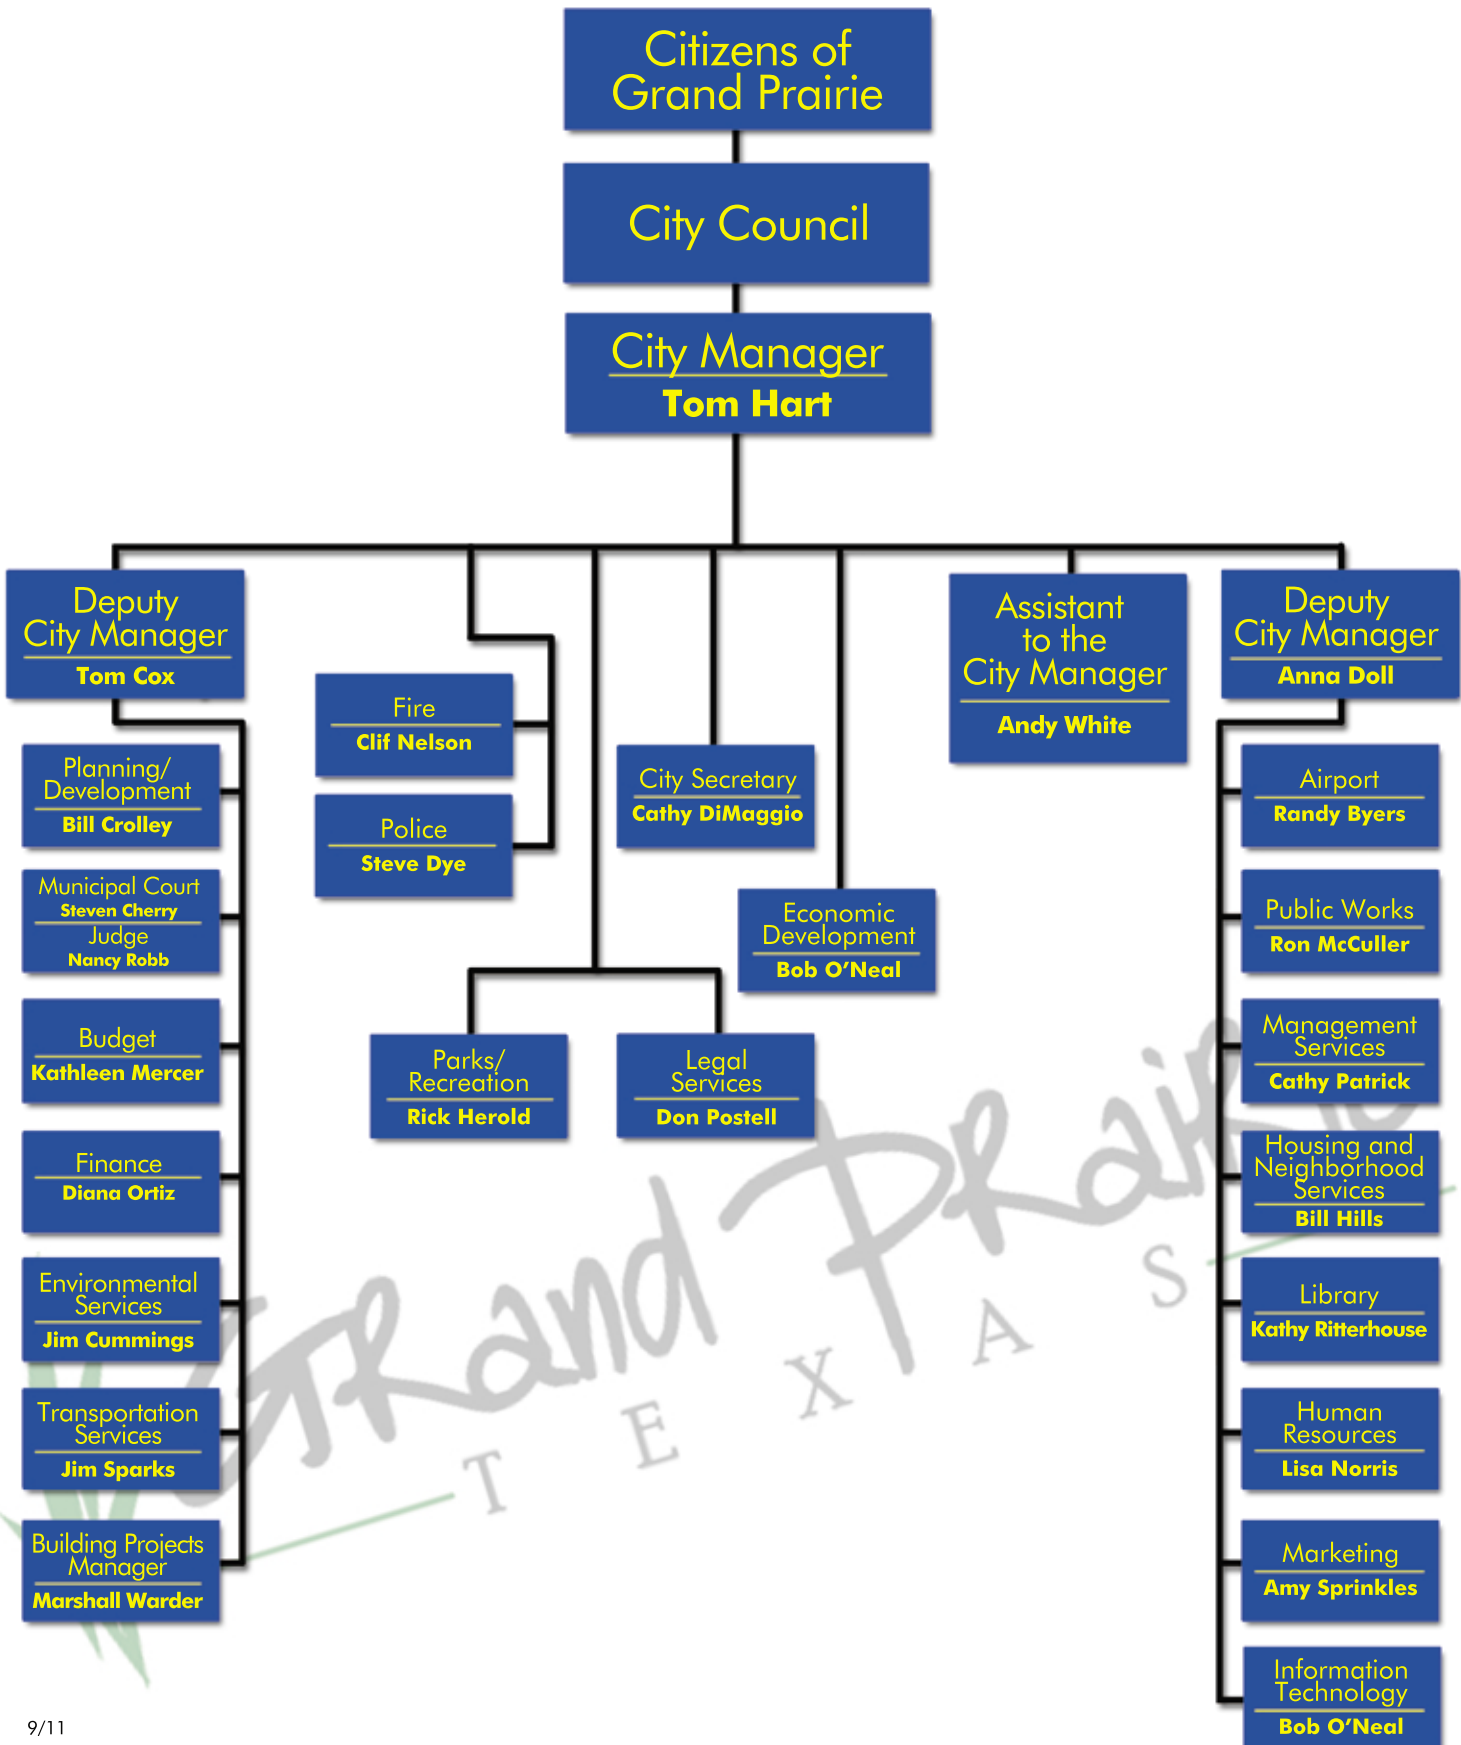 Citizens of
Grand Prairie
City Council
City Manager
Tom Hart
Deputy
City Manager
Tom Cox
Planning/
Development
Bill Crolley
Municipal Court
Steven Cherry
Judge
Nancy Robb
Budget
Kathleen Mercer
Finance
Diana Ortiz
Environmental
Services
Jim Cummings
Transportation
Services
Jim Sparks
Building Projects
Manager
Marshall Warder
Fire
Clif Nelson
Police
Steve Dye
Parks/
Recreation
Rick Herold
Legal
Services
Don Postell
City Secretary
Cathy DiMaggio
Economic
Development
Bob O'Neal
Assistant
to the
City Manager
Andy White
Deputy
City Manager
Anna Doll
Airport
Randy Byers
Public Works
Ron McCuller
Management
Services
Cathy Patrick
Housing and
Neighborhood
Services
Bill Hills
Library
Kathy Ritterhouse
Human
Resources
Lisa Norris
Marketing
Amy Sprinkles
Information
Technology
Bob O'Neal
Grand Prairie
TEXAS
9/11